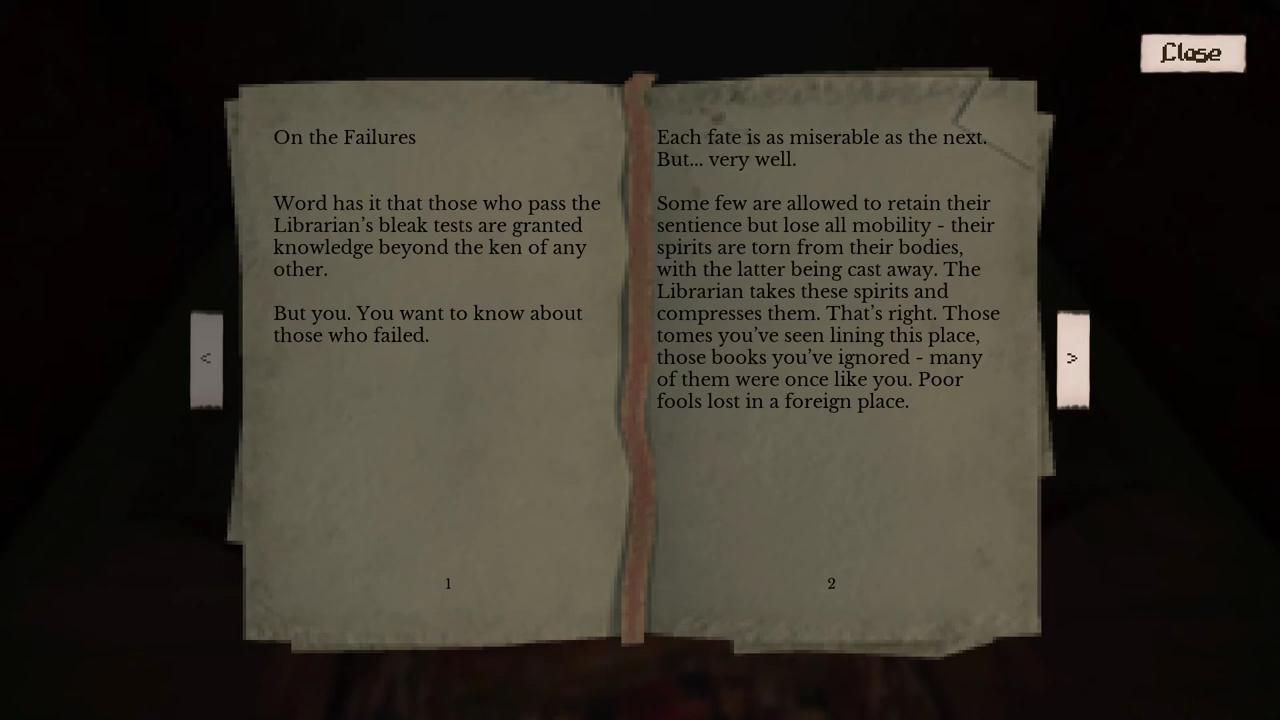 Close
On the Failures
Word has it that those who pass the
Librarian’s bleak tests are granted
knowledge beyond the ken of any
other.
But you. You want to know about
those who failed.
1
Each fate is as miserable as the next.
But... very well.
Some few are allowed to retain their
sentience but lose all mobility - their
spirits are torn from their bodies,
with the latter being cast away. The
Librarian takes these spirits and
compresses them. That’s right. Those
tomes you’ve seen lining this place,
those books you’ve ignored - many
of them were once like you. Poor
fools lost in a foreign place.
2
<
>